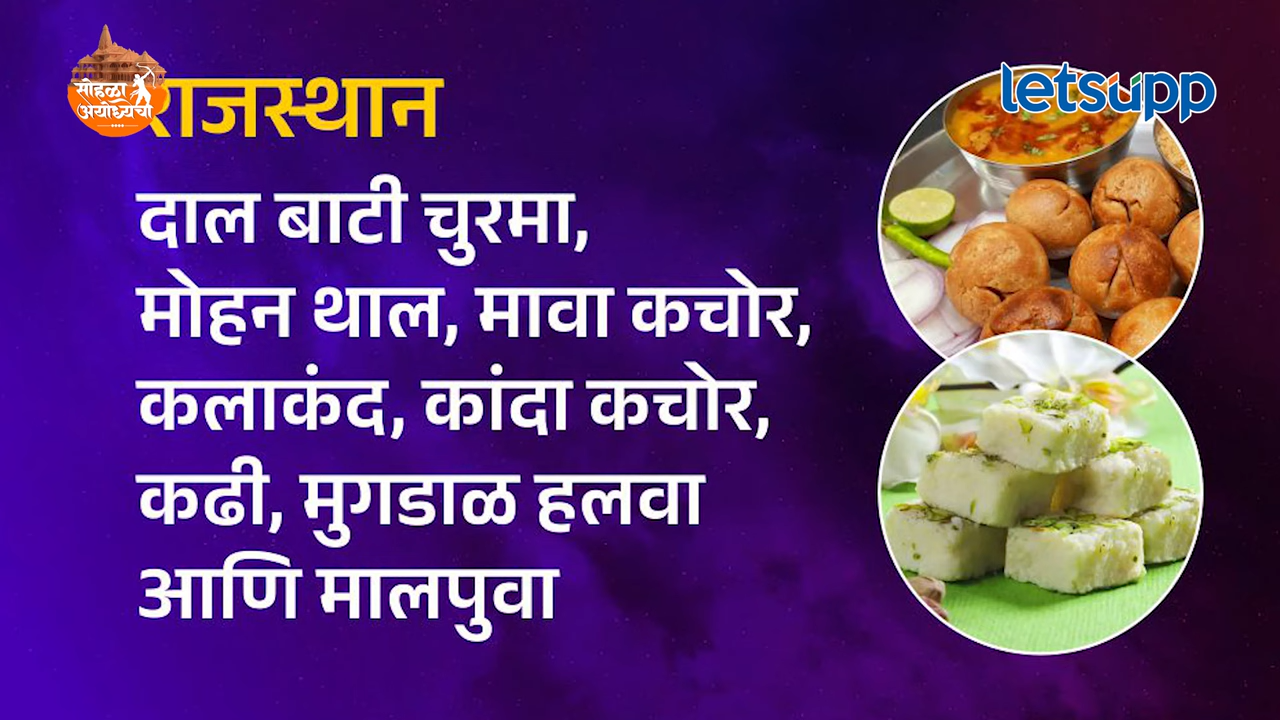 सोहळा
अयोध्येचा
राजस्थान
letsupp
दाल बाटी चुरमा,
मोहन थाल, मावा कचोर,
कलाकंद, कांदा कचोर,
कढी, मुगडाळ हलवा
आणि मालपुवा